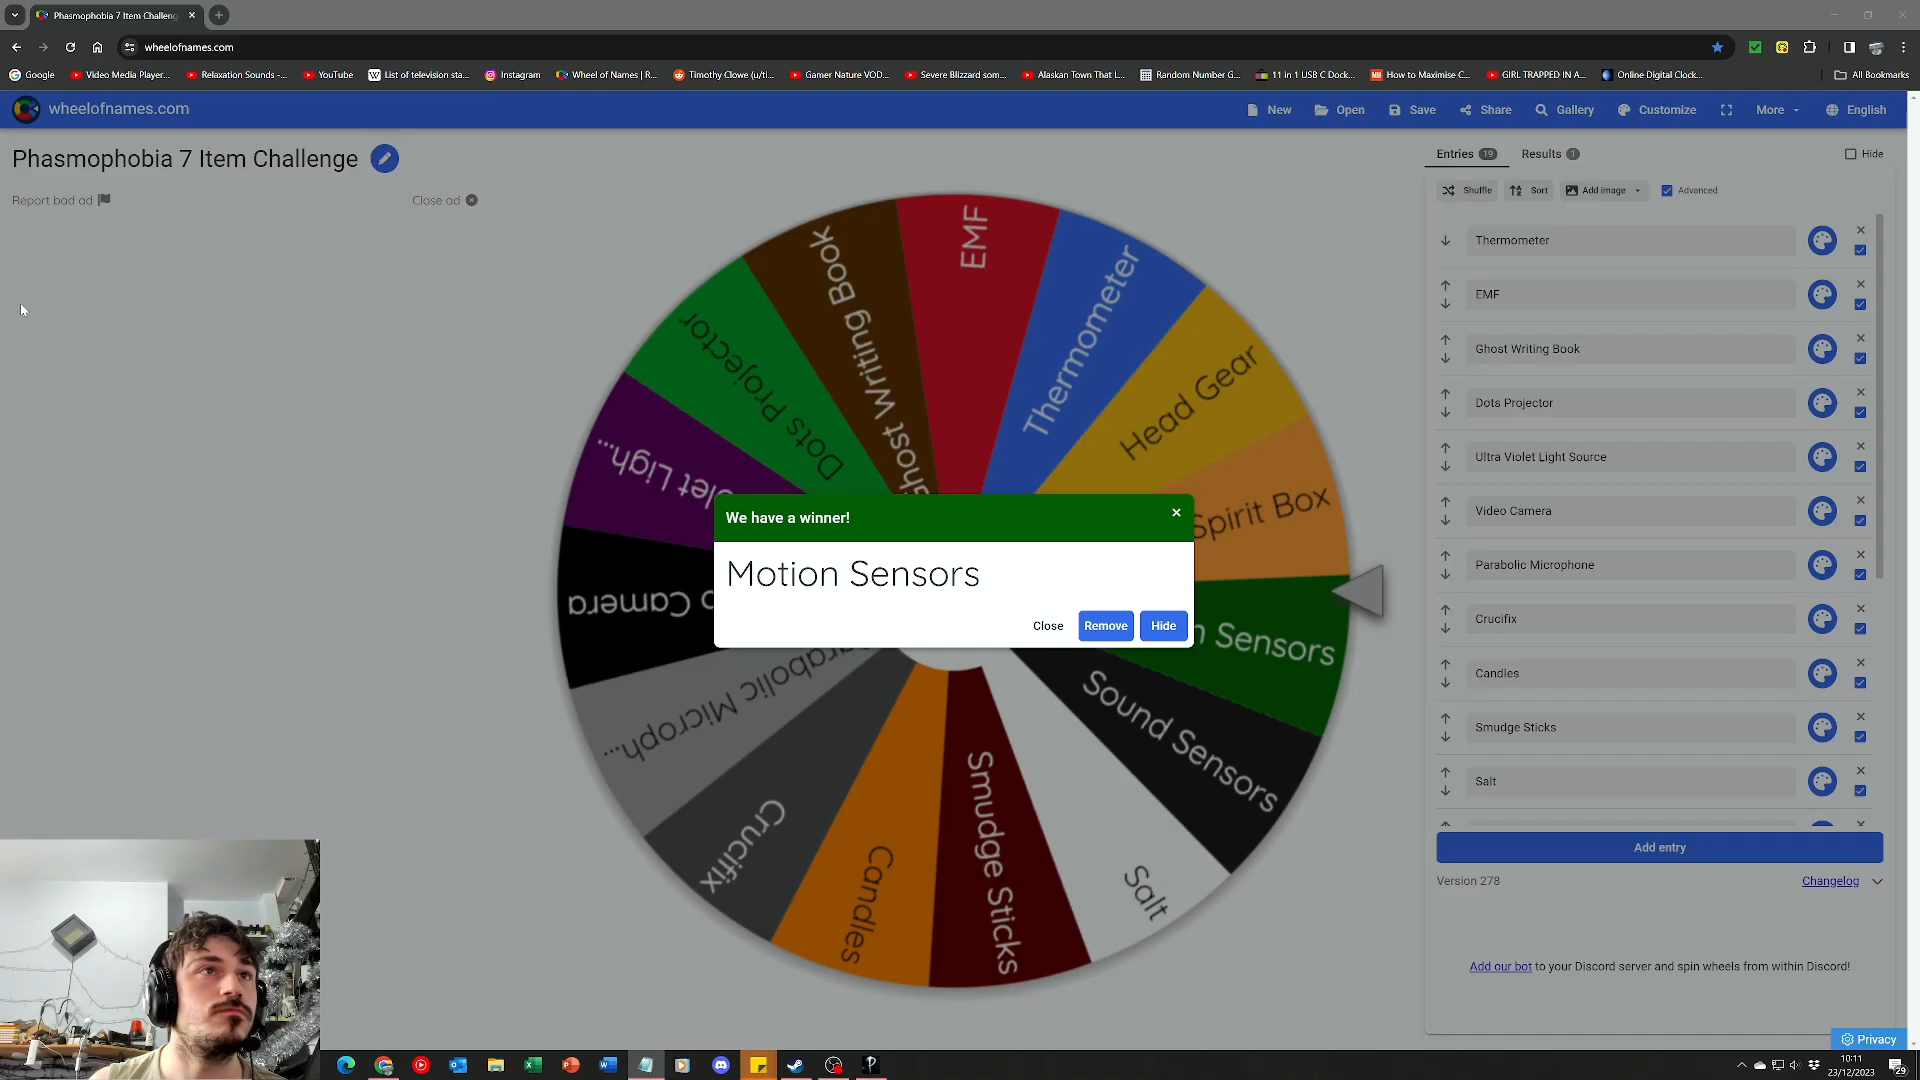 Phasmophobia 7 Item Challeng
wheelofnames.com
Google
Video Media Player...
Relaxation Sounds -...
YouTube
List of television sta...
Instagram
Wheel of Names | R...
Timothy Clowe (u/ti...
Gamer Nature VOD...
Severe Blizzard som...
Alaskan Town That L...
Random Number G...
11 in 1 USB C Dock...
How to Maximise C...
GIRL TRAPPED IN A...
Online Digital Clock...
All Bookmarks
wheelofnames.com
New
Open
Save
Share
Gallery
Customize
More
English
Phasmophobia 7 Item Challenge
Report bad ad
Close ad
Entries 19
Results 1
Hide
Shuffle
Sort
Add image
Advanced
Thermometer
EMF
Ghost Writing Book
Dots Projector
Ultra Violet Light Source
Video Camera
Parabolic Microphone
Crucifix
Candles
Smudge Sticks
Salt
Add entry
Version 278
Changelog
Add our bot to your Discord server and spin wheels from within Discord!
Privacy
EMF
Thermometer
Head Gear
Spirit Box
n Sensors
Sound Sensors
Salt
Smudge Sticks
Candles
Crucifix
arabolic Microph...
o Camera
let Ligh...
Dots Projector
host Writing Book
We have a winner!
Motion Sensors
Close
Remove
Hide
10:11
23/12/2023
29